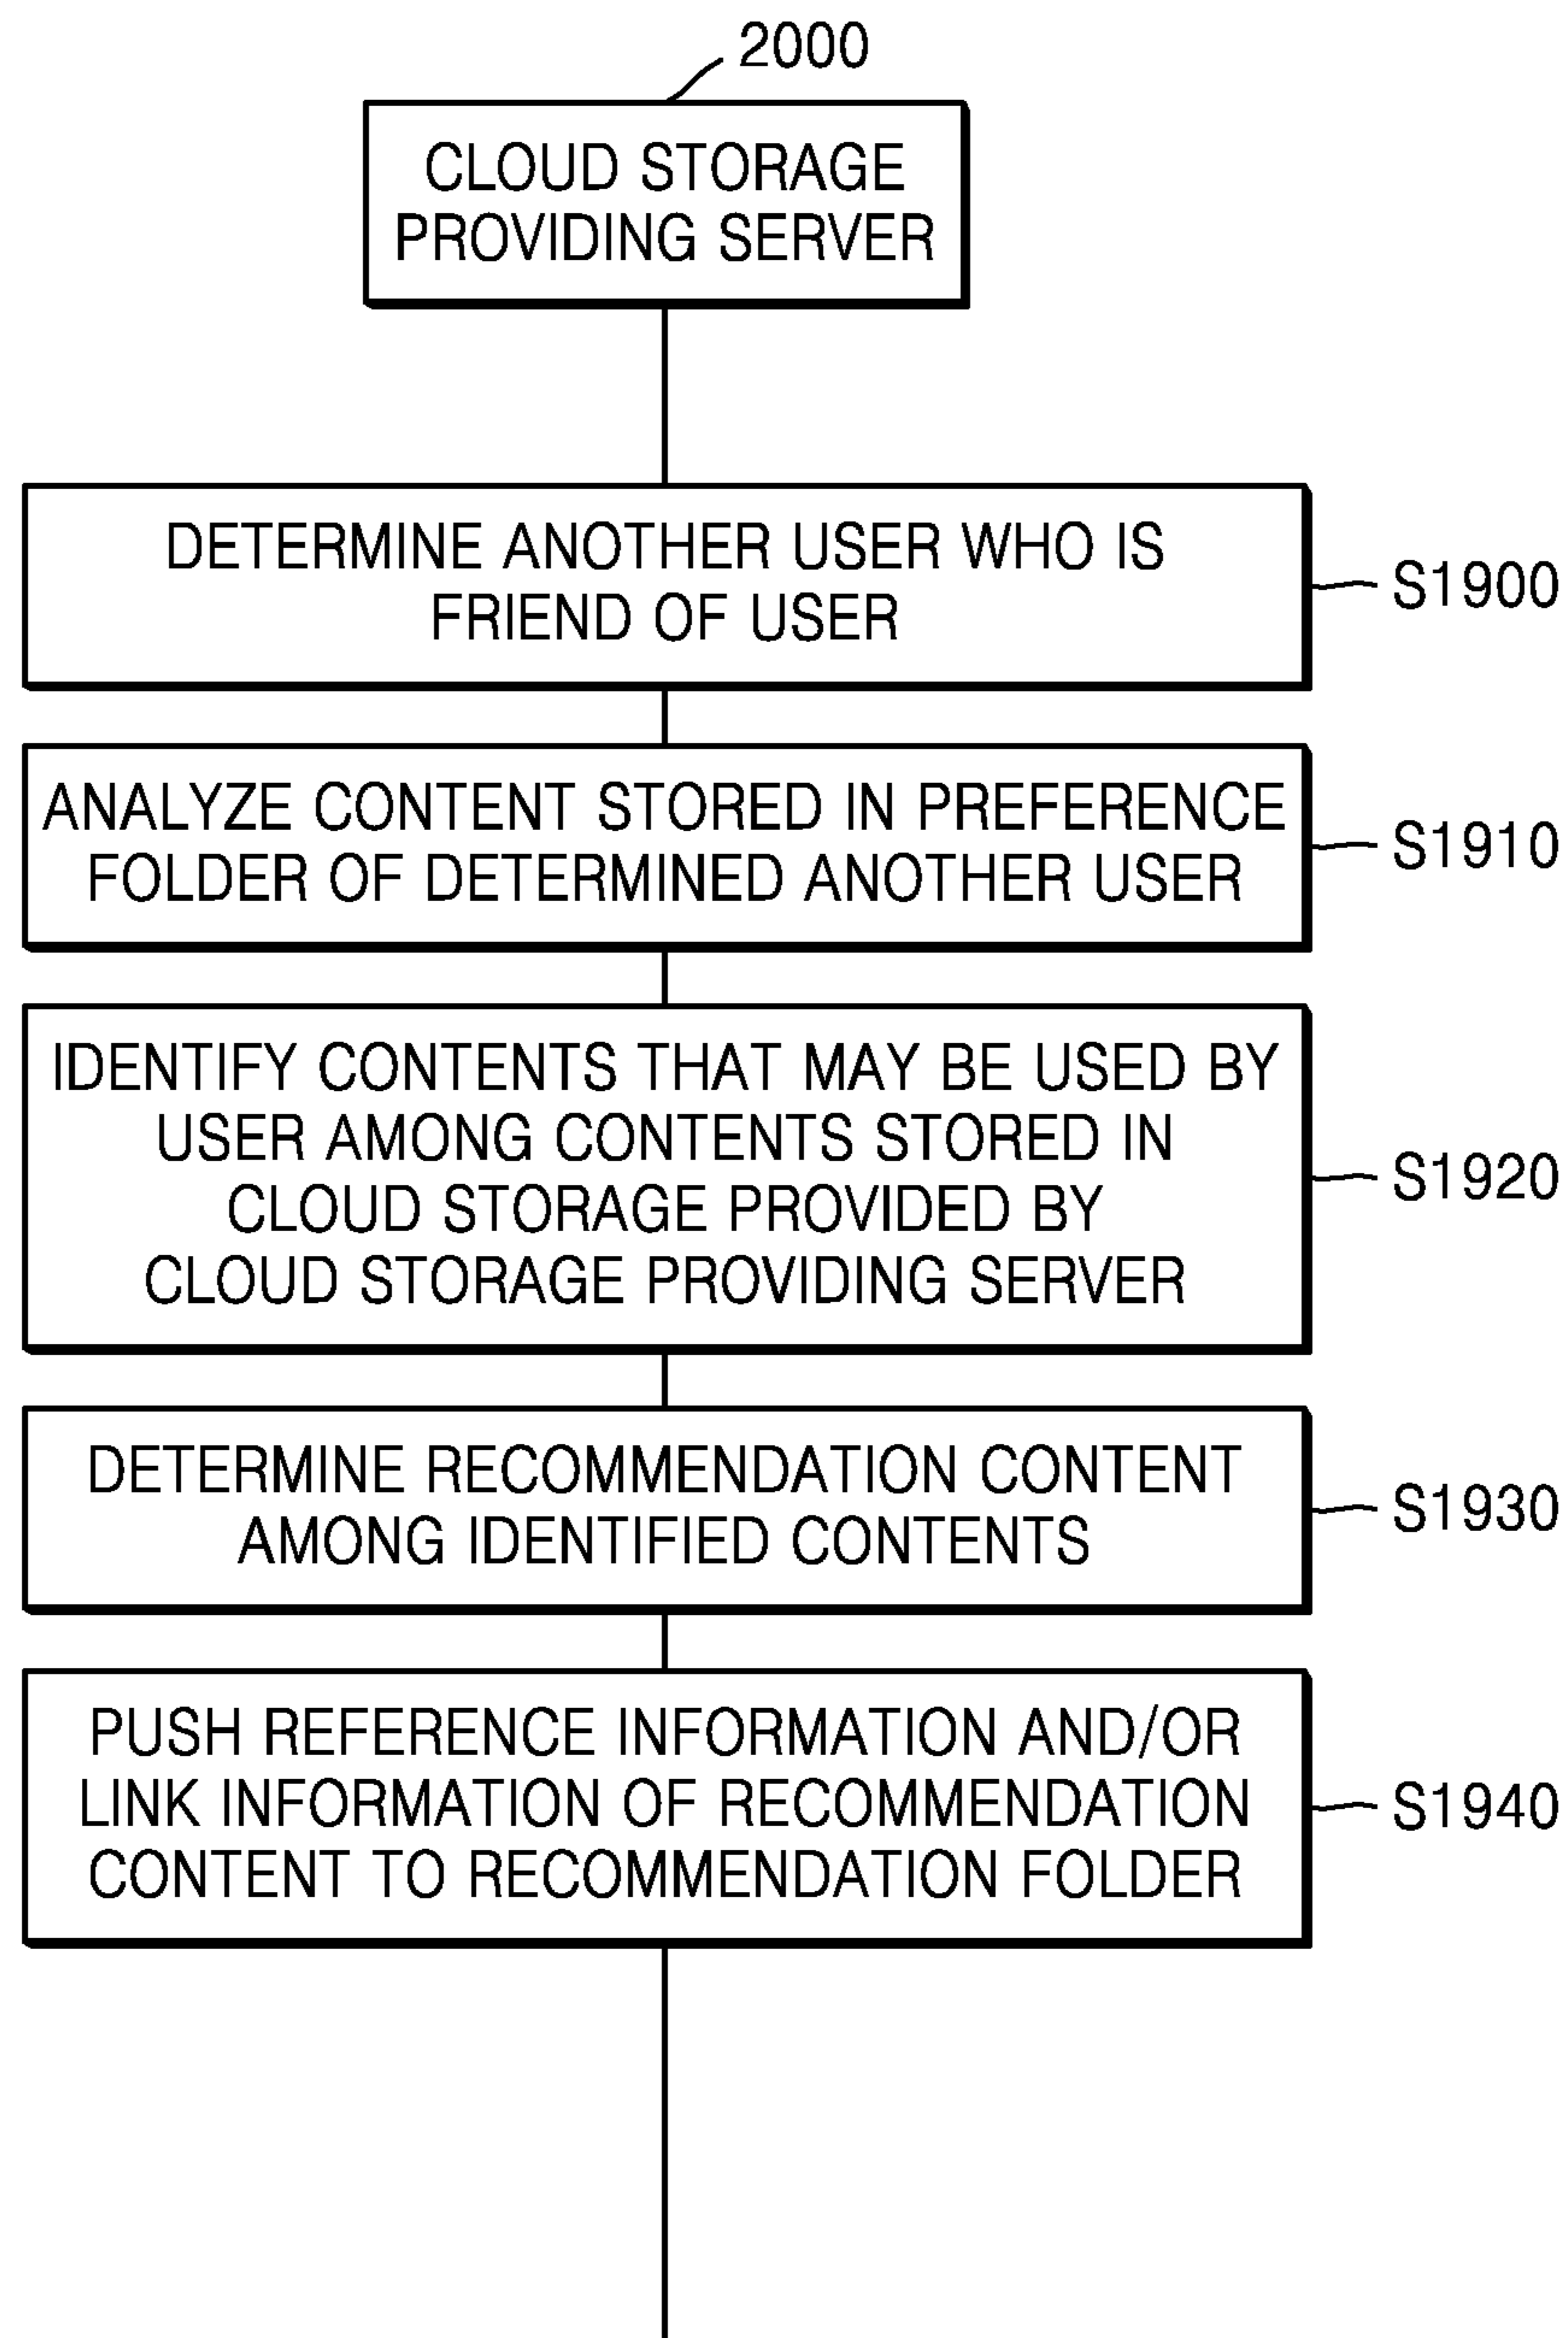 2000
CLOUD STORAGE
PROVIDING SERVER
DETERMINE ANOTHER USER WHO IS
FRIEND OF USER
S1900
ANALYZE CONTENT STORED IN PREFERENCE
FOLDER OF DETERMINED ANOTHER USER
S1910
IDENTIFY CONTENTS THAT MAY BE USED BY
USER AMONG CONTENTS STORED IN
CLOUD STORAGE PROVIDED BY
CLOUD STORAGE PROVIDING SERVER
S1920
DETERMINE RECOMMENDATION CONTENT
AMONG IDENTIFIED CONTENTS
S1930
PUSH REFERENCE INFORMATION AND/OR
LINK INFORMATION OF RECOMMENDATION
CONTENT TO RECOMMENDATION FOLDER
S1940